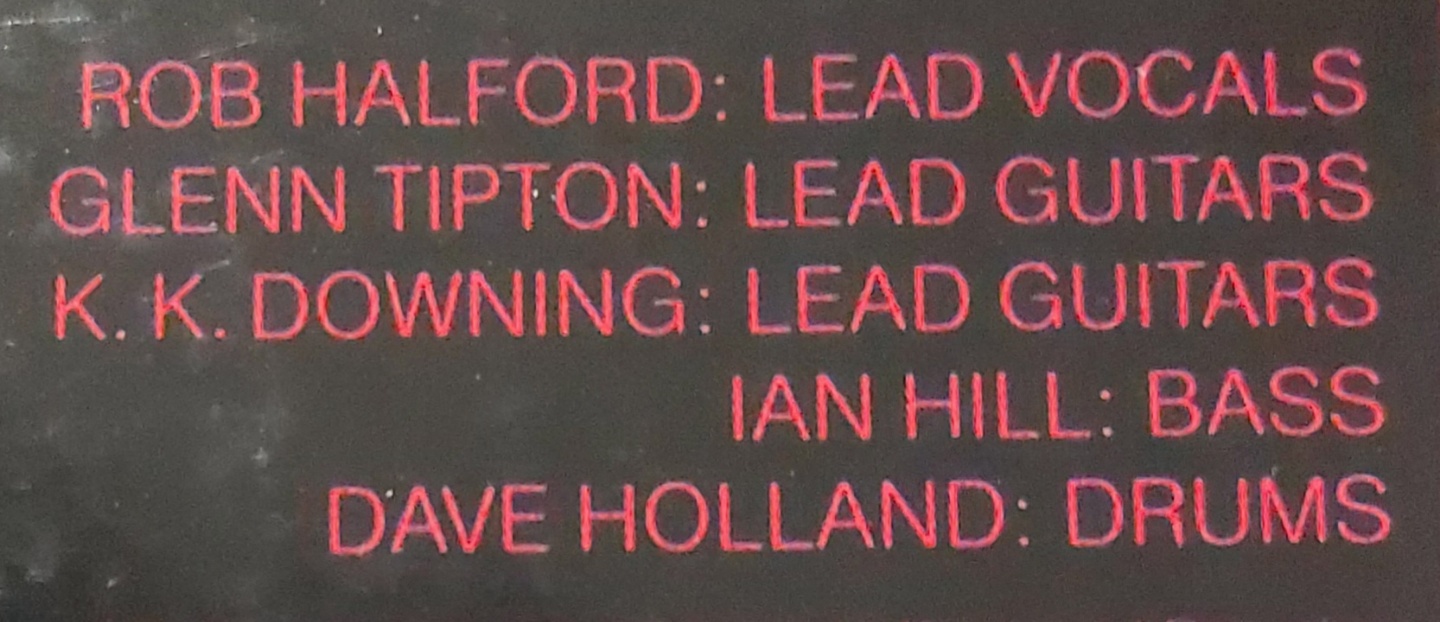 ROB HALFORD: LEAD VOCALS
GLENN TIPTON: LEAD GUITARS
K. K. DOWNING: LEAD GUITARS
IAN HILL: BASS
DAVE HOLLAND: DRUMS